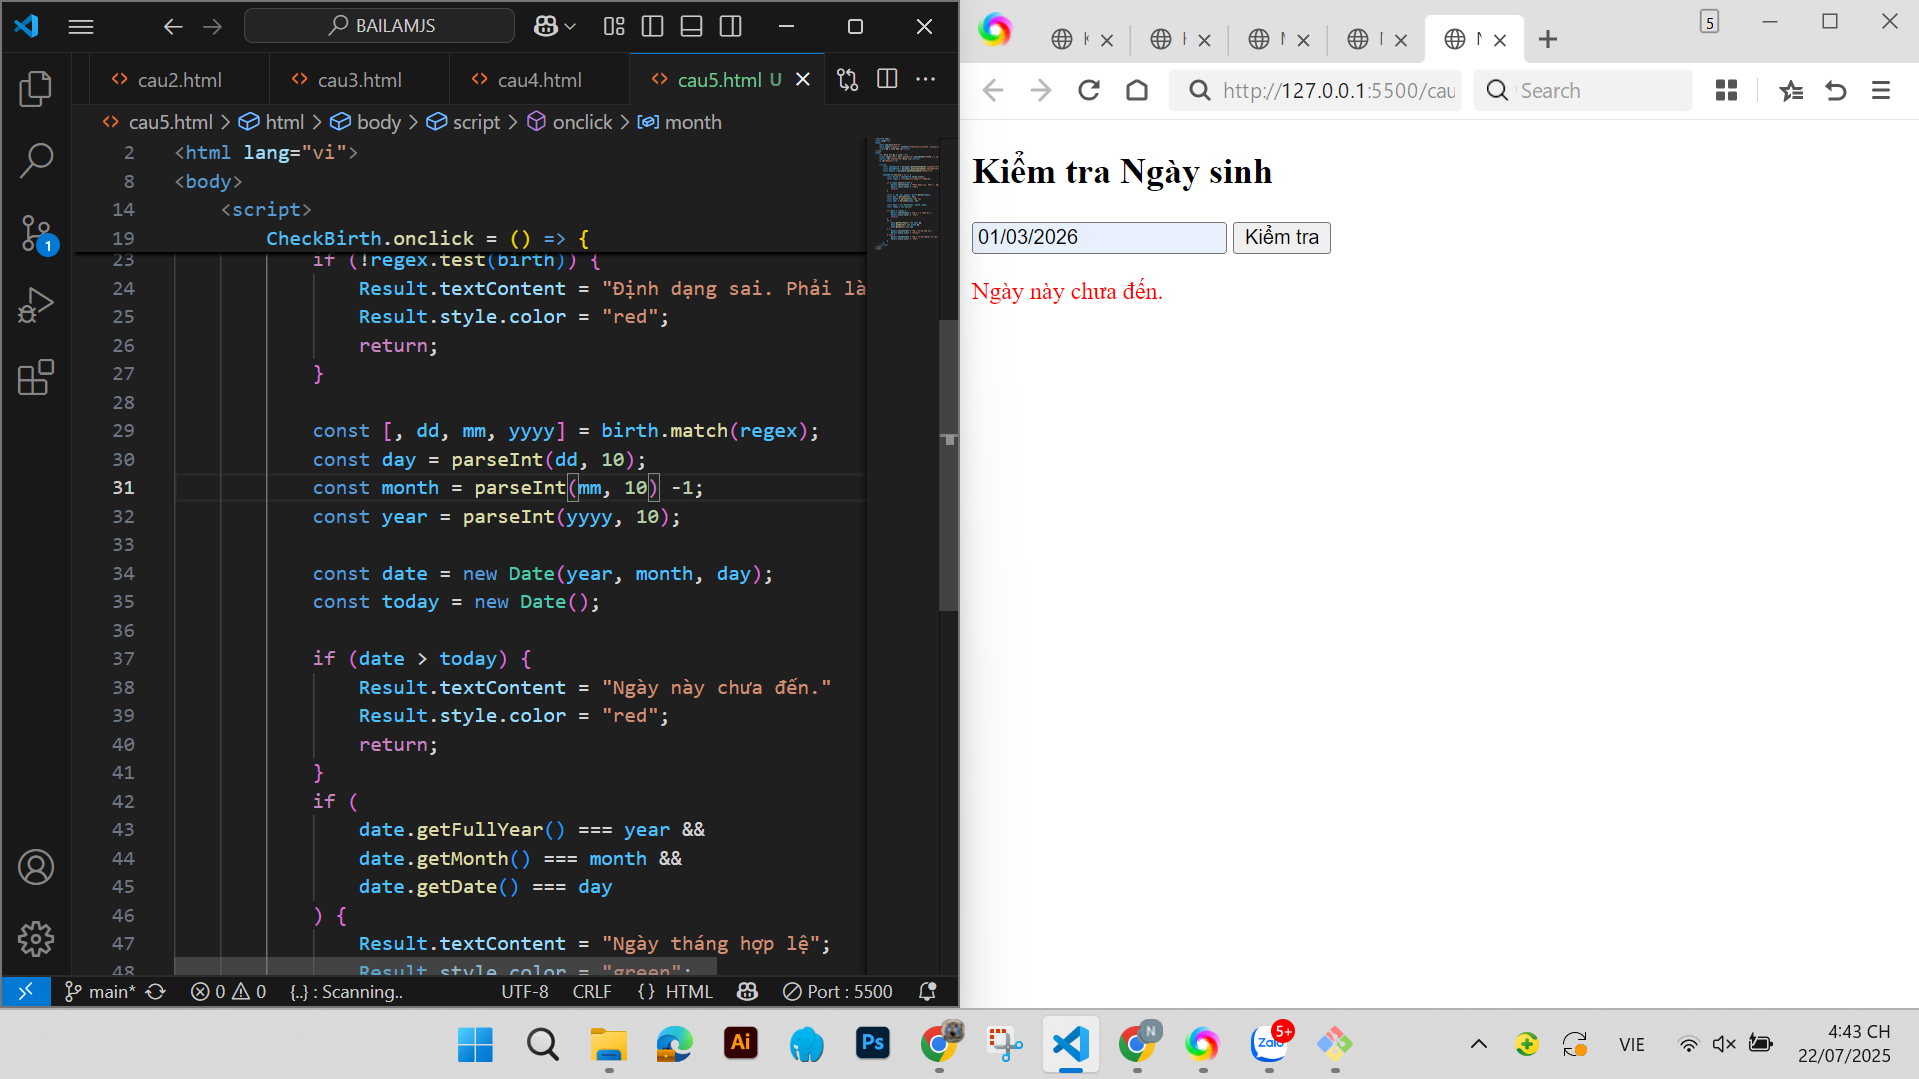 BAILAMJS
cau2.html
cau3.html
cau4.html
cau5.html U
cau5.html > html > body > script > onclick > month
2 <html lang="vi">
8 <body>
14 <script>
19 CheckBirth.onclick = () => {
23 if (!regex.test(birth)) {
24 Result.textContent = "Định dạng sai. Phải là
25 Result.style.color = "red";
26 return;
27 }
28
29 const [, dd, mm, yyyy] = birth.match(regex);
30 const day = parseInt(dd, 10);
31 const month = parseInt(mm, 10) -1;
32 const year = parseInt(yyyy, 10);
33
34 const date = new Date(year, month, day);
35 const today = new Date();
36
37 if (date > today) {
38 Result.textContent = "Ngày này chưa đến."
39 Result.style.color = "red";
40 return;
41 }
42 if (
43 date.getFullYear() === year &&
44 date.getMonth() === month &&
45 date.getDate() === day
46 ) {
47 Result.textContent = "Ngày tháng hợp lệ";
48 Result.style.color = "green";
1
main* 0 0 {..} : Scanning.. UTF-8 CRLF {} HTML Port : 5500
5
http://127.0.0.1:5500/cau
Search
Kiểm tra Ngày sinh
01/03/2026 Kiểm tra
Ngày này chưa đến.
Ai
Ps
N
Zalo
5+
VIE
4:43 CH
22/07/2025